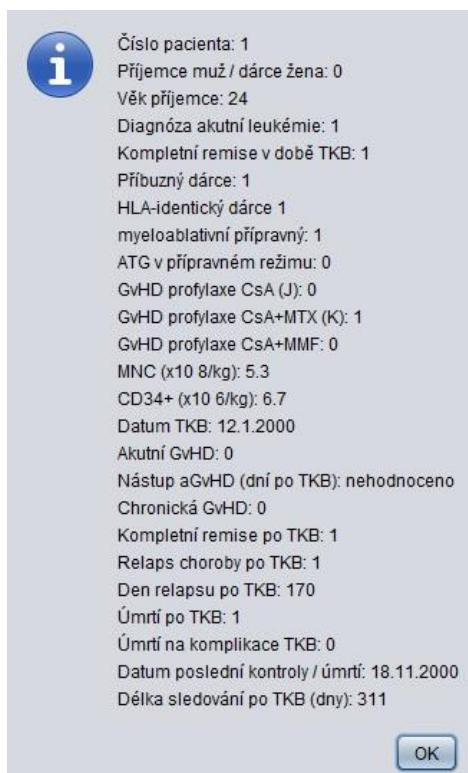 Číslo pacienta: 1
Příjemce muž / dárce žena: 0
Věk příjemce: 24
Diagnóza akutní leukémie: 1
Kompletní remise v době TKB: 1
Příbuzný dárce: 1
HLA-identický dárce 1
myeloablativní přípravný: 1
ATG v přípravném režimu: 0
GvHD profylaxe CsA (J): 0
GvHD profylaxe CsA+MTX (K): 1
GvHD profylaxe CsA+MMF: 0
MNC (x10 8/kg): 5.3
CD34+ (x10 6/kg): 6.7
Datum TKB: 12.1.2000
Akutní GvHD: 0
Nástup aGvHD (dní po TKB): nehodnoceno
Chronická GvHD: 0
Kompletní remise po TKB: 1
Relaps choroby po TKB: 1
Den relapsu po TKB: 170
Úmrtí po TKB: 1
Úmrtí na komplikace TKB: 0
Datum poslední kontroly / úmrtí: 18.11.2000
Délka sledování po TKB (dny): 311
OK